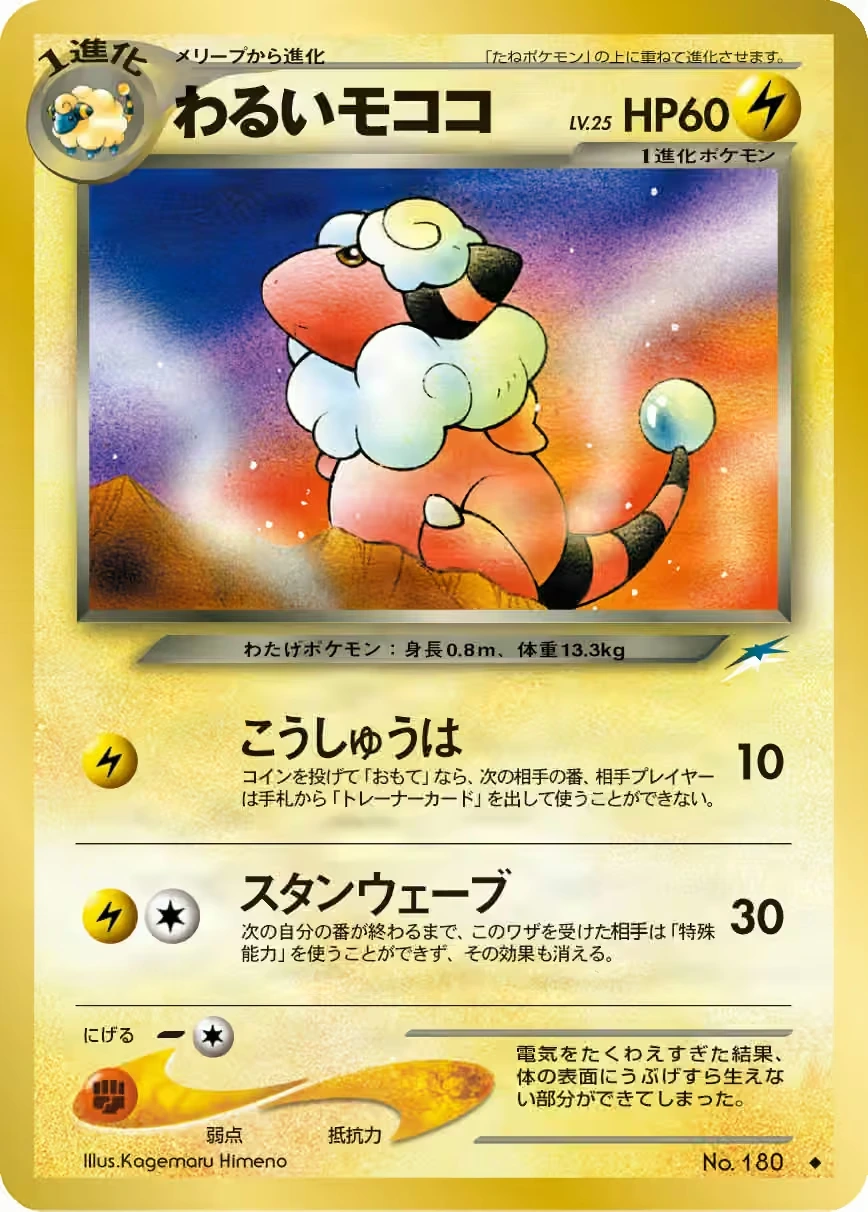 1進化
メリープから進化
「たねポケモン」の上に重ねて進化させます。
わるいモココ
LV.25 HP60
1進化ポケモン
わたげポケモン：身長0.8m、体重13.3kg
こうしゅうは 10
コインを投げて「おもて」なら、次の相手の番、相手プレイヤー
は手札から「トレーナーカード」を出して使うことができない。
スタンウェーブ 30
次の自分の番が終わるまで、このワザを受けた相手は「特殊
能力」を使うことができず、その効果も消える。
にげる
弱点
抵抗力
電気をたくわえすぎた結果、
体の表面にうぶげすら生えな
い部分ができてしまった。
Illus.Kagemaru Himeno
No. 180